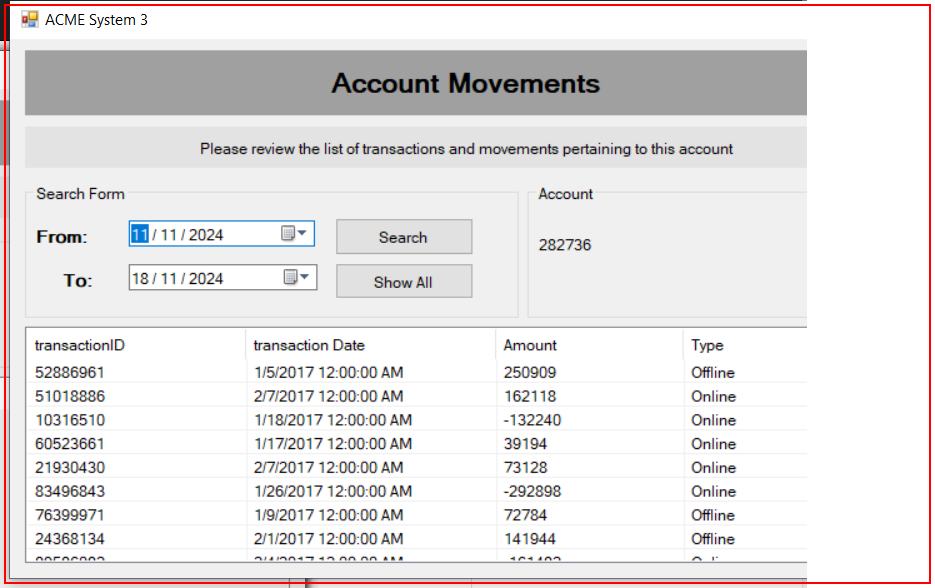 ACME System 3
Account Movements
Please review the list of transactions and movements pertaining to this account
Search Form
Account
From: 11 / 11 / 2024 Search
282736
To: 18 / 11 / 2024 Show All
transactionID transaction Date Amount Type
52886961 1/5/2017 12:00:00 AM 250909 Offline
51018886 2/7/2017 12:00:00 AM 162118 Online
10316510 1/18/2017 12:00:00 AM -132240 Online
60523661 1/17/2017 12:00:00 AM 39194 Online
21930430 2/7/2017 12:00:00 AM 73128 Online
83496843 1/26/2017 12:00:00 AM -292898 Online
76399971 1/9/2017 12:00:00 AM 72784 Offline
24368134 2/1/2017 12:00:00 AM 141944 Offline